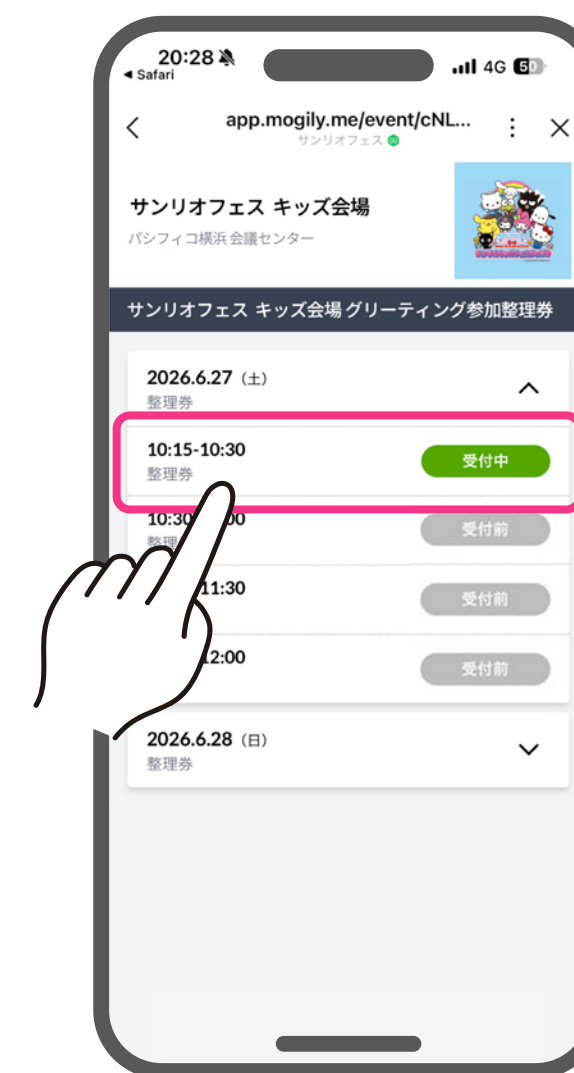 20:28
Safari
4G 50
app.mogily.me/event/cNL...
サンリオフェス
サンリオフェス キッズ会場
パシフィコ横浜 会議センター
サンリオフェス キッズ会場 グリーティング参加整理券
2026.6.27（土）
整理券
10:15-10:30
整理券
受付中
10:30
00
受付前
11:30
受付前
12:00
受付前
2026.6.28（日）
整理券